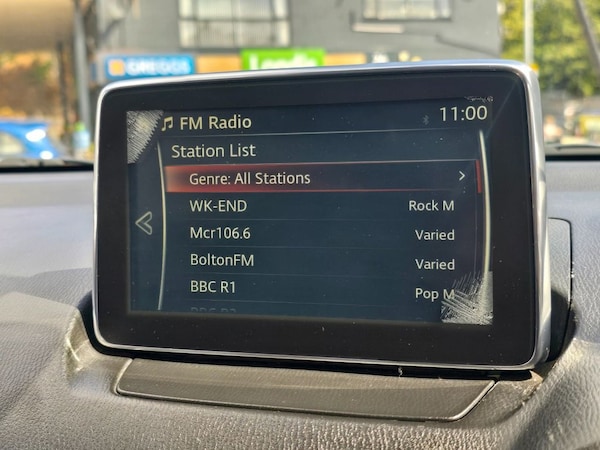 GREGGS
FM Radio
11:00
Station List
Genre: All Stations >
WK-END Rock M
Mcr106.6 Varied
BoltonFM Varied
BBC R1 Pop M